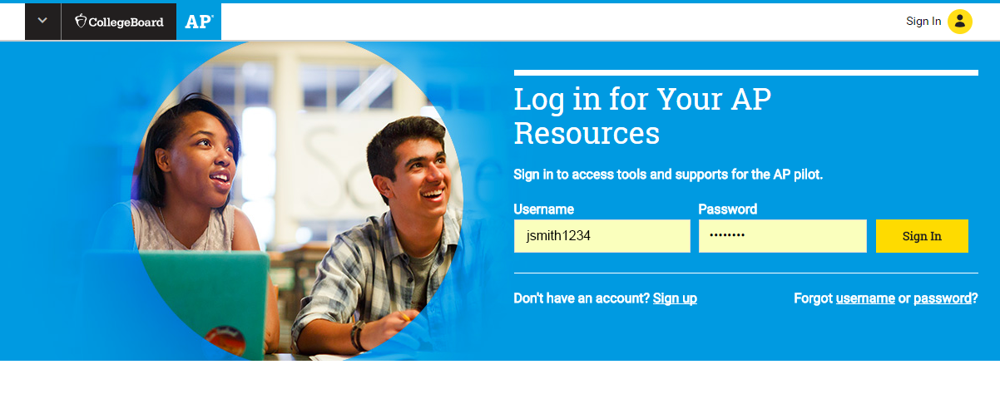 CollegeBoard
AP®
Sign In
Log in for Your AP
Resources
Sign in to access tools and supports for the AP pilot.
Username
Password
jsmith1234
••••••••
Sign In
Don't have an account? Sign up
Forgot username or password?